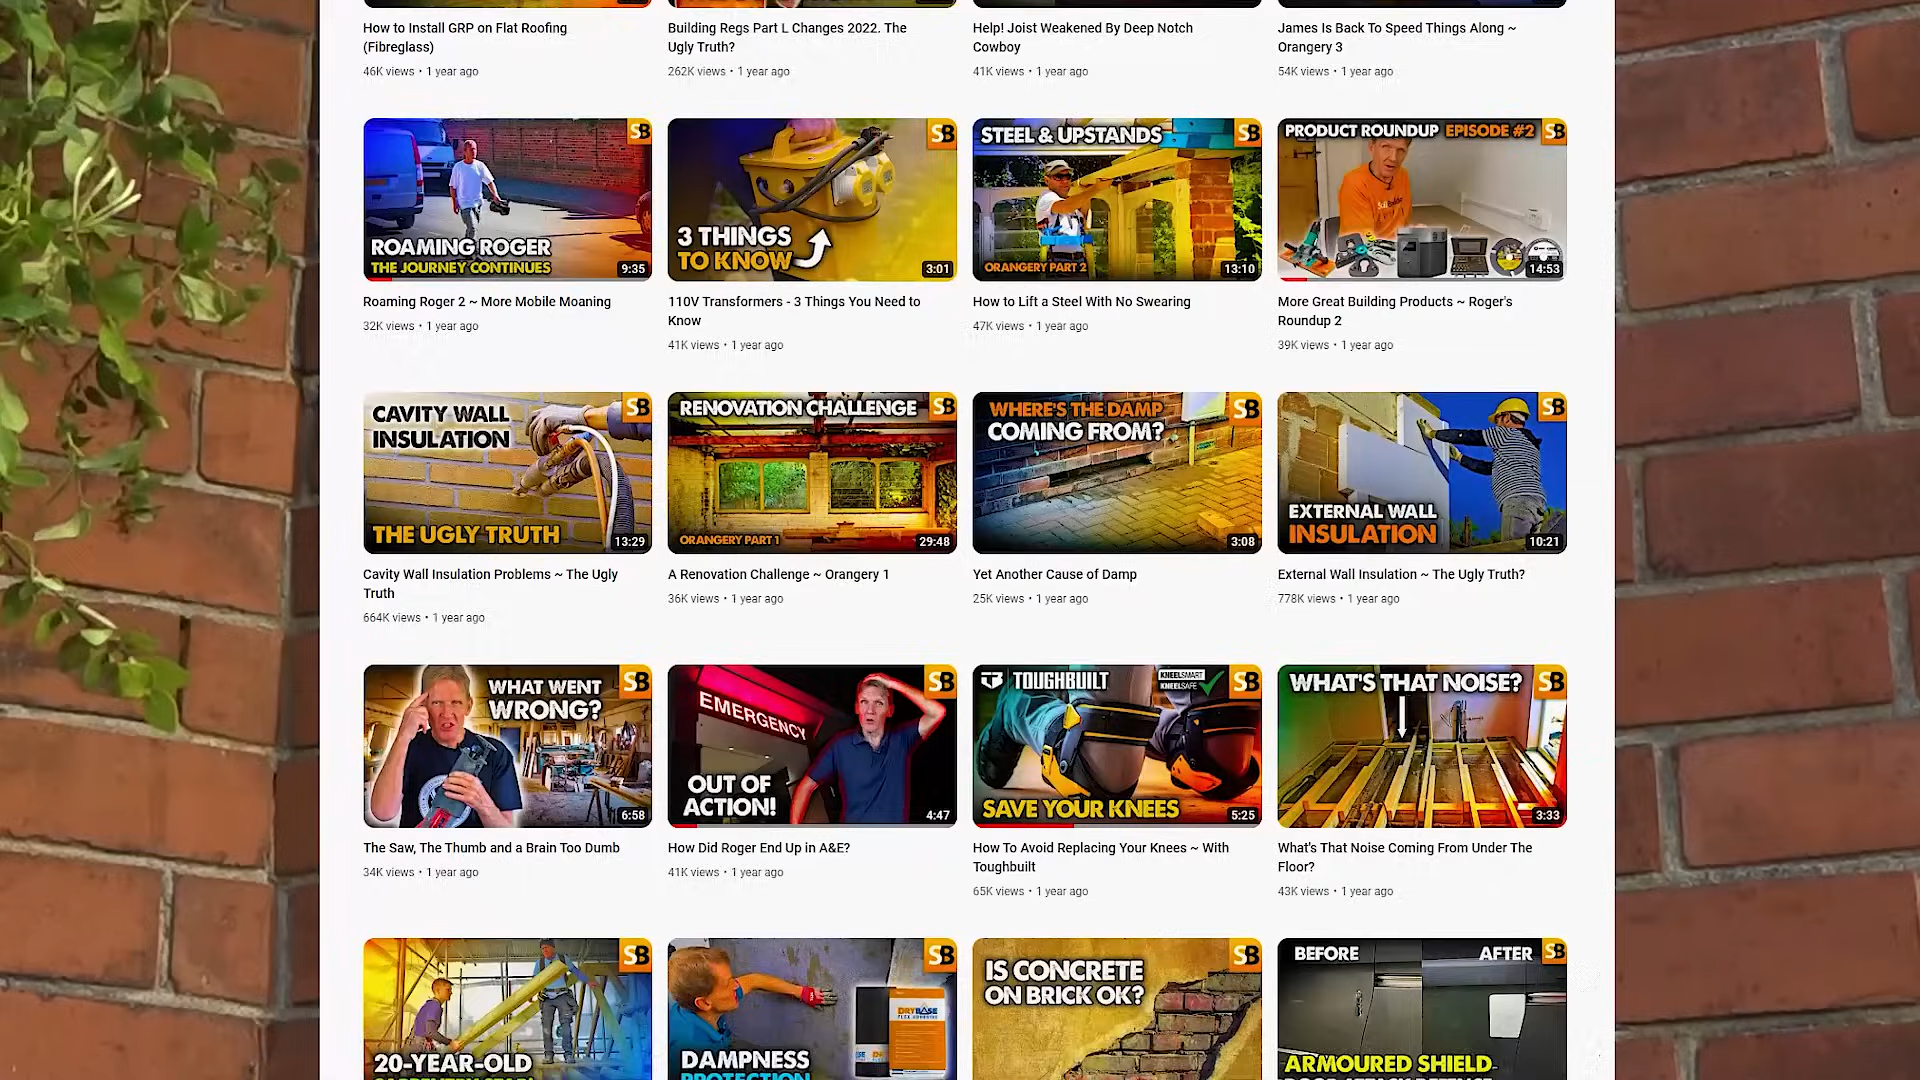 How to Install GRP on Flat Roofing
(Fibreglass)
46K views • 1 year ago
Building Regs Part L Changes 2022. The
Ugly Truth?
262K views • 1 year ago
Help! Joist Weakened By Deep Notch
Cowboy
41K views • 1 year ago
James Is Back To Speed Things Along ~
Orangery 3
54K views • 1 year ago
SB
ROAMING ROGER
THE JOURNEY CONTINUES
9:35
Roaming Roger 2 ~ More Mobile Moaning
32K views • 1 year ago
SB
3 THINGS
TO KNOW
3:01
110V Transformers - 3 Things You Need to
Know
41K views • 1 year ago
STEEL & UPSTANDS
SB
ORANGERY PART 2
13:10
How to Lift a Steel With No Swearing
47K views • 1 year ago
PRODUCT ROUNDUP EPISODE #2
SB
14:53
More Great Building Products ~ Roger's
Roundup 2
39K views • 1 year ago
CAVITY WALL
INSULATION
SB
THE UGLY TRUTH
13:29
Cavity Wall Insulation Problems ~ The Ugly
Truth
664K views • 1 year ago
RENOVATION CHALLENGE
SB
ORANGERY PART 1
29:48
A Renovation Challenge ~ Orangery 1
36K views • 1 year ago
WHERE'S THE DAMP
COMING FROM?
SB
3:08
Yet Another Cause of Damp
25K views • 1 year ago
SB
EXTERNAL WALL
INSULATION
10:21
External Wall Insulation ~ The Ugly Truth?
778K views • 1 year ago
WHAT WENT
WRONG?
SB
6:58
The Saw, The Thumb and a Brain Too Dumb
34K views • 1 year ago
EMERGENCY
SB
OUT OF
ACTION!
4:47
How Did Roger End Up in A&E?
41K views • 1 year ago
TOUGHBUILT
KNEELSMART
KNEELSAFE
SB
SAVE YOUR KNEES
5:25
How To Avoid Replacing Your Knees ~ With
Toughbuilt
65K views • 1 year ago
WHAT'S THAT NOISE?
SB
3:33
What's That Noise Coming From Under The
Floor?
43K views • 1 year ago
SB
20-YEAR-OLD
SB
DRYBASE
FLEX MEMBRANE
DAMPNESS
PROTECTION
IS CONCRETE
ON BRICK OK?
SB
BEFORE
AFTER
SB
ARMOURED SHIELD